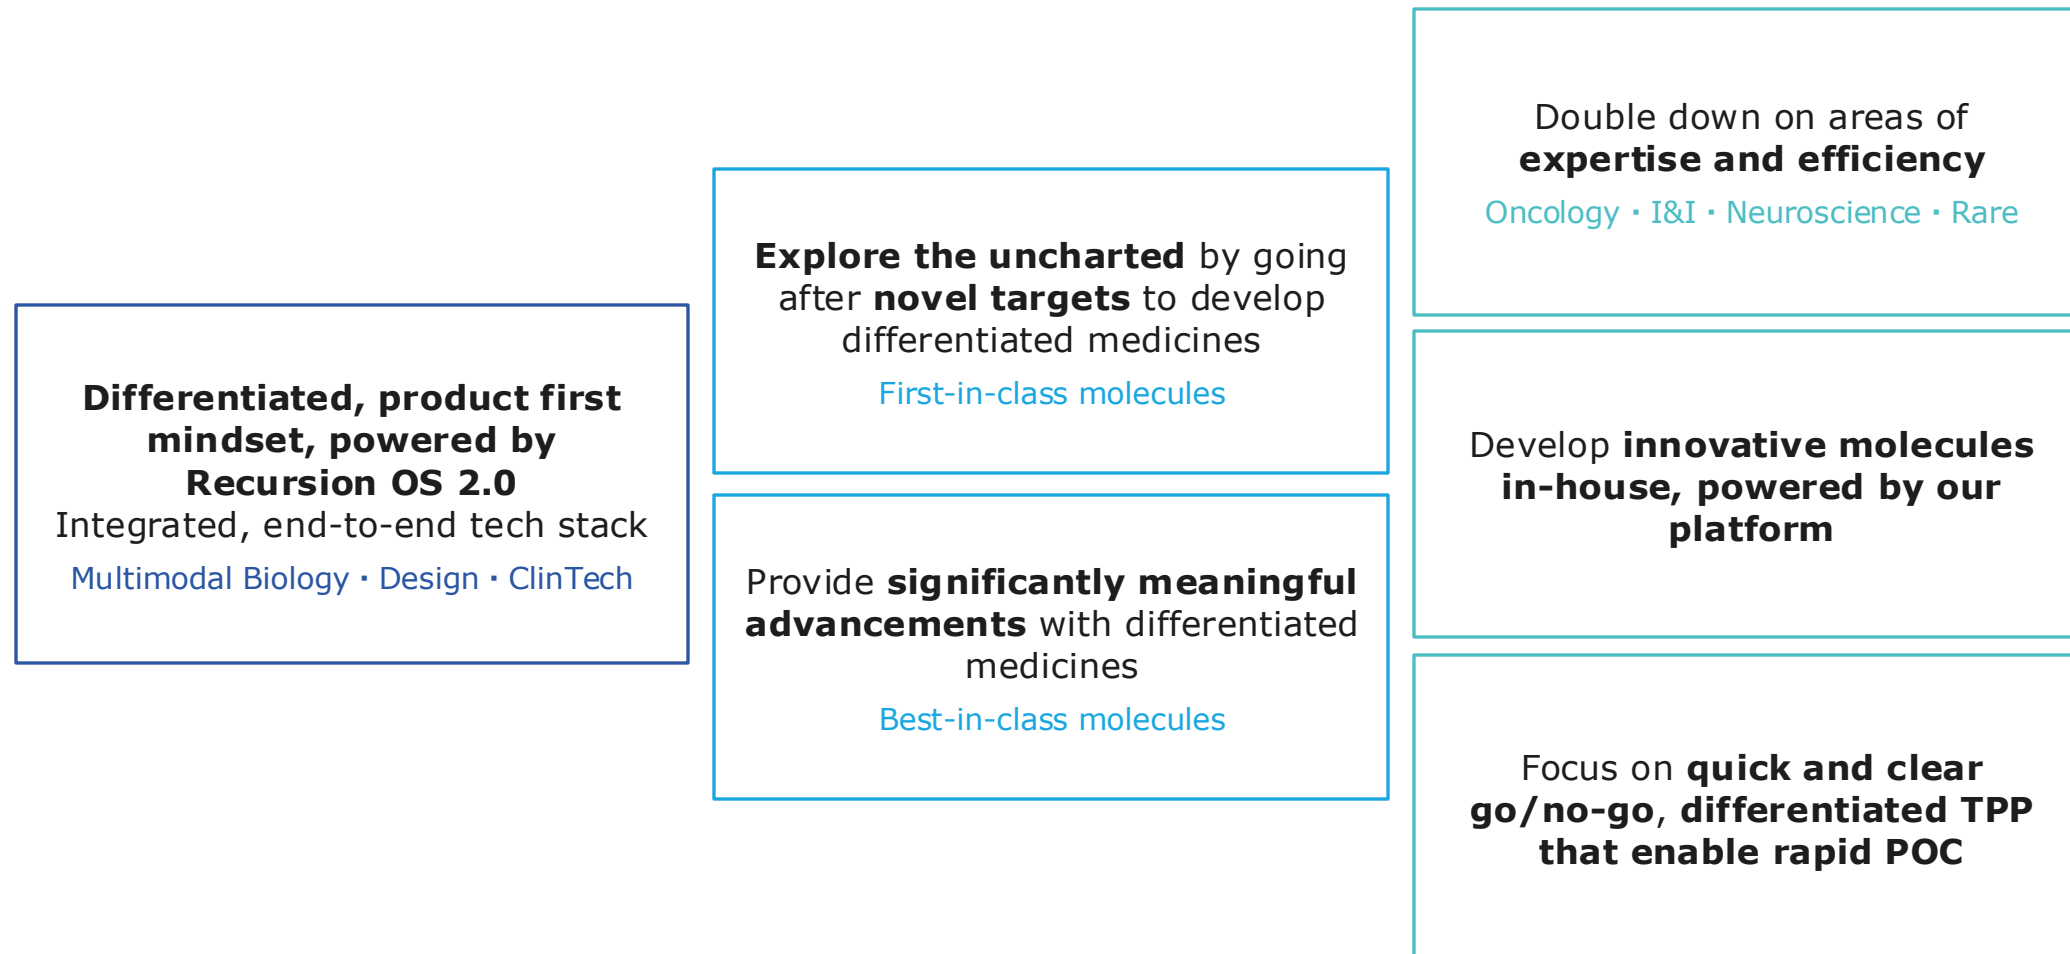 Differentiated, product first
mindset, powered by
Recursion OS 2.0
Integrated, end-to-end tech stack
Multimodal Biology · Design · ClinTech
Explore the uncharted by going
after novel targets to develop
differentiated medicines
First-in-class molecules
Provide significantly meaningful
advancements with differentiated
medicines
Best-in-class molecules
Double down on areas of
expertise and efficiency
Oncology · I&I · Neuroscience · Rare
Develop innovative molecules
in-house, powered by our
platform
Focus on quick and clear
go/no-go, differentiated TPP
that enable rapid POC